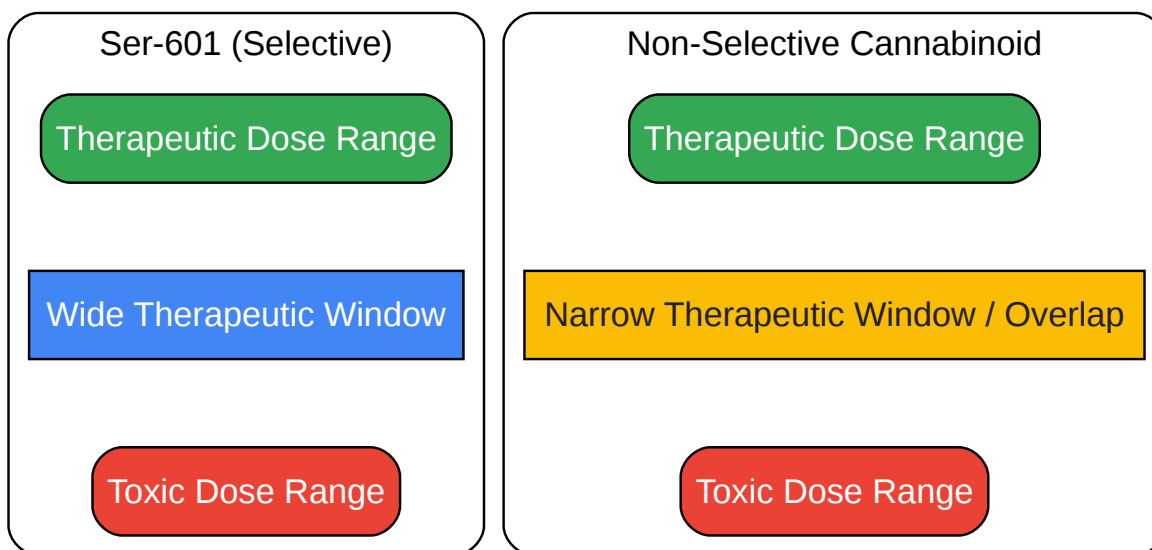 Ser-601 (Selective)
Therapeutic Dose Range
Wide Therapeutic Window
Toxic Dose Range
Non-Selective Cannabinoid
Therapeutic Dose Range
Narrow Therapeutic Window / Overlap
Toxic Dose Range